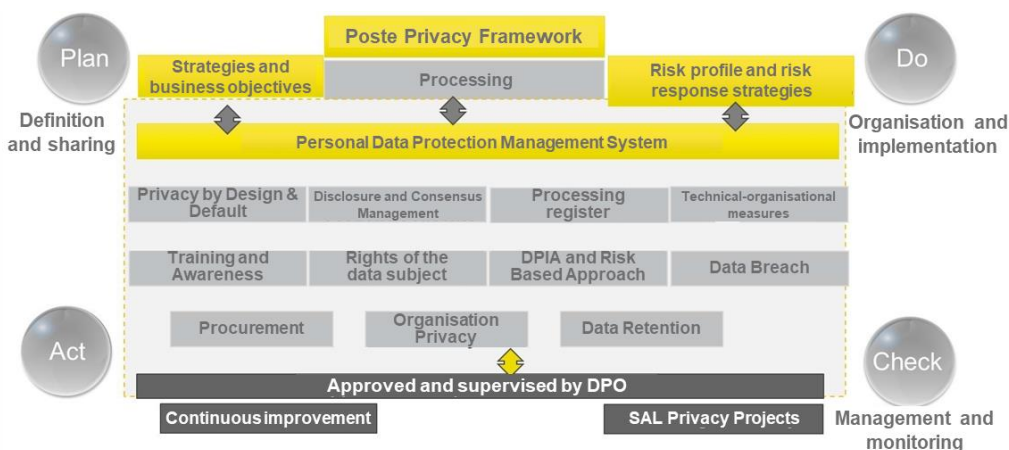 Plan
Poste Privacy Framework
Do
Strategies and
business objectives
Processing
Risk profile and risk
response strategies
Definition
and sharing
Organisation and
implementation
Personal Data Protection Management System
Privacy by Design &
Default
Disclosure and Consensus
Management
Processing
register
Technical-organisational
measures
Training and
Awareness
Rights of the
data subject
DPIA and Risk
Based Approach
Data Breach
Procurement
Organisation
Privacy
Data Retention
Act
Check
Approved and supervised by DPO
Continuous improvement
SAL Privacy Projects
Management and
monitoring